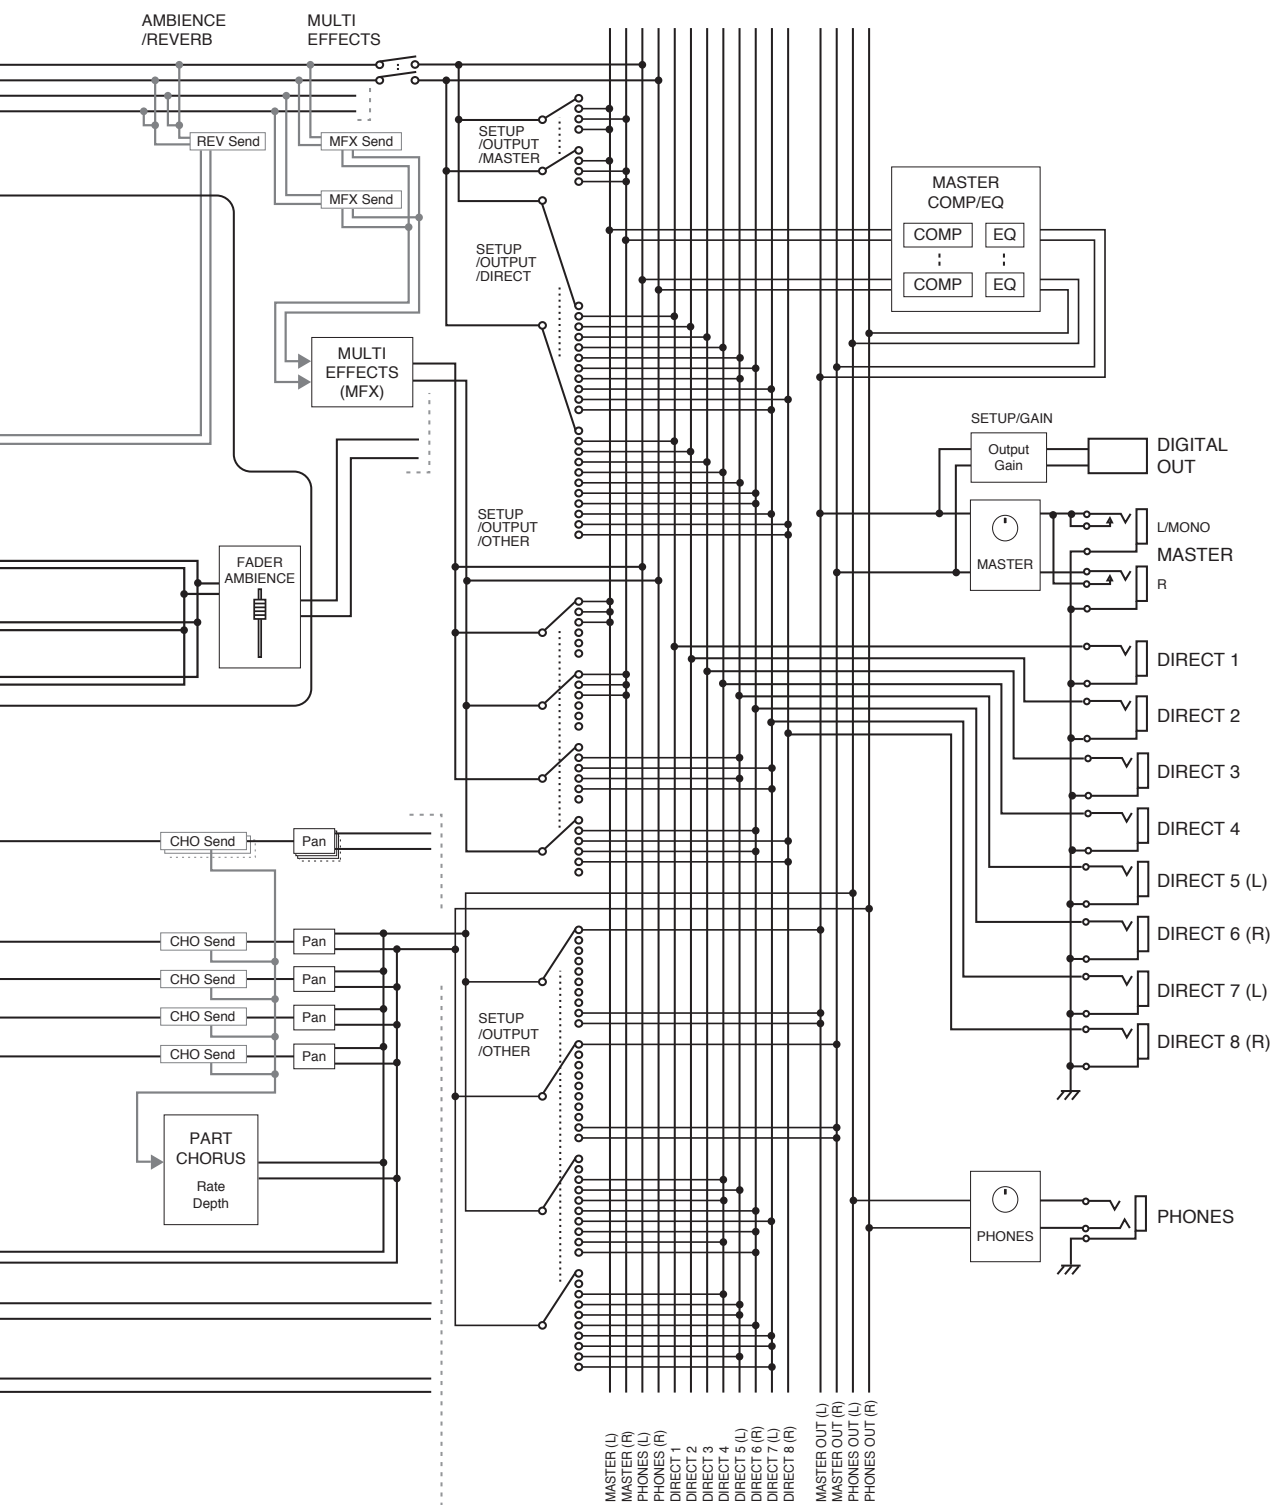 AMBIENCE
/REVERB
MULTI
EFFECTS
REV Send
MFX Send
MFX Send
SETUP
/OUTPUT
/MASTER
SETUP
/OUTPUT
/DIRECT
MASTER
COMP/EQ
COMP
EQ
COMP
EQ
MULTI
EFFECTS
(MFX)
SETUP/GAIN
Output
Gain
DIGITAL
OUT
SETUP
/OUTPUT
/OTHER
FADER
AMBIENCE
MASTER
L/MONO
MASTER
R
DIRECT 1
DIRECT 2
DIRECT 3
DIRECT 4
DIRECT 5 (L)
DIRECT 6 (R)
DIRECT 7 (L)
DIRECT 8 (R)
CHO Send
Pan
CHO Send
Pan
CHO Send
Pan
CHO Send
Pan
CHO Send
Pan
SETUP
/OUTPUT
/OTHER
PART
CHORUS
Rate
Depth
PHONES
PHONES
MASTER (L)
MASTER (R)
PHONES (L)
PHONES (R)
DIRECT 1
DIRECT 2
DIRECT 3
DIRECT 4
DIRECT 5 (L)
DIRECT 6 (R)
DIRECT 7 (L)
DIRECT 8 (R)
MASTER OUT (L)
MASTER OUT (R)
PHONES OUT (L)
PHONES OUT (R)